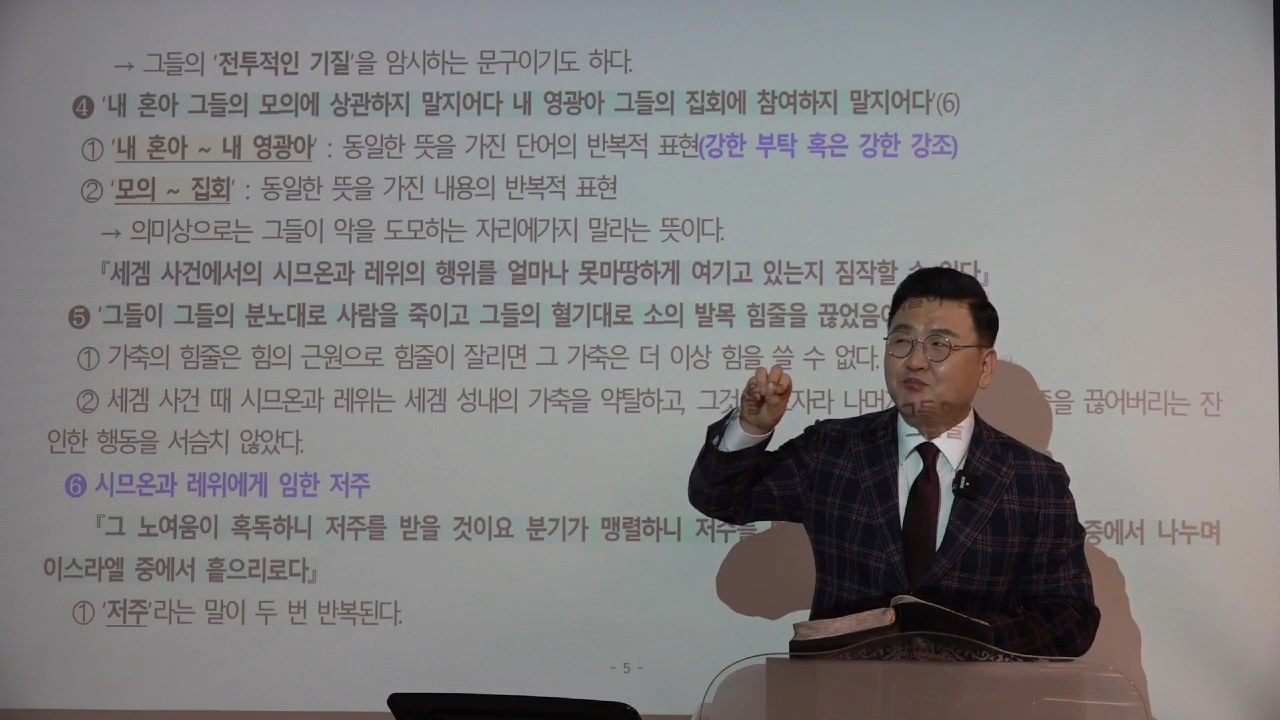 → 그들의 '전투적인 기질'을 암시하는 문구이기도 하다.
❹ '내 혼아 그들의 모의에 상관하지 말지어다 내 영광아 그들의 집회에 참여하지 말지어다'(6)
① '내 혼아 ~ 내 영광아' : 동일한 뜻을 가진 단어의 반복적 표현(강한 부탁 혹은 강한 강조)
② '모의 ~ 집회' : 동일한 뜻을 가진 내용의 반복적 표현
→ 의미상으로는 그들이 악을 도모하는 자리에가지 말라는 뜻이다.
『세겜 사건에서의 시므온과 레위의 행위를 얼마나 못마땅하게 여기고 있는지 짐작할 수 있다』
❺ '그들이 그들의 분노대로 사람을 죽이고 그들의 혈기대로 소의 발목 힘줄을 끊었음
① 가축의 힘줄은 힘의 근원으로 힘줄이 잘리면 그 가축은 더 이상 힘을 쓸 수 없다.
② 세겜 사건 때 시므온과 레위는 세겜 성내의 가축을 약탈하고, 끊어버리는 잔
인한 행동을 서슴치 않았다.
❻ 시므온과 레위에게 임한 저주
『그 노여움이 혹독하니 저주를 받을 것이요 분기가 맹렬하니 저주를 중에서 나누며
이스라엘 중에서 흩으리로다』
① '저주'라는 말이 두 번 반복된다.
- 5 -